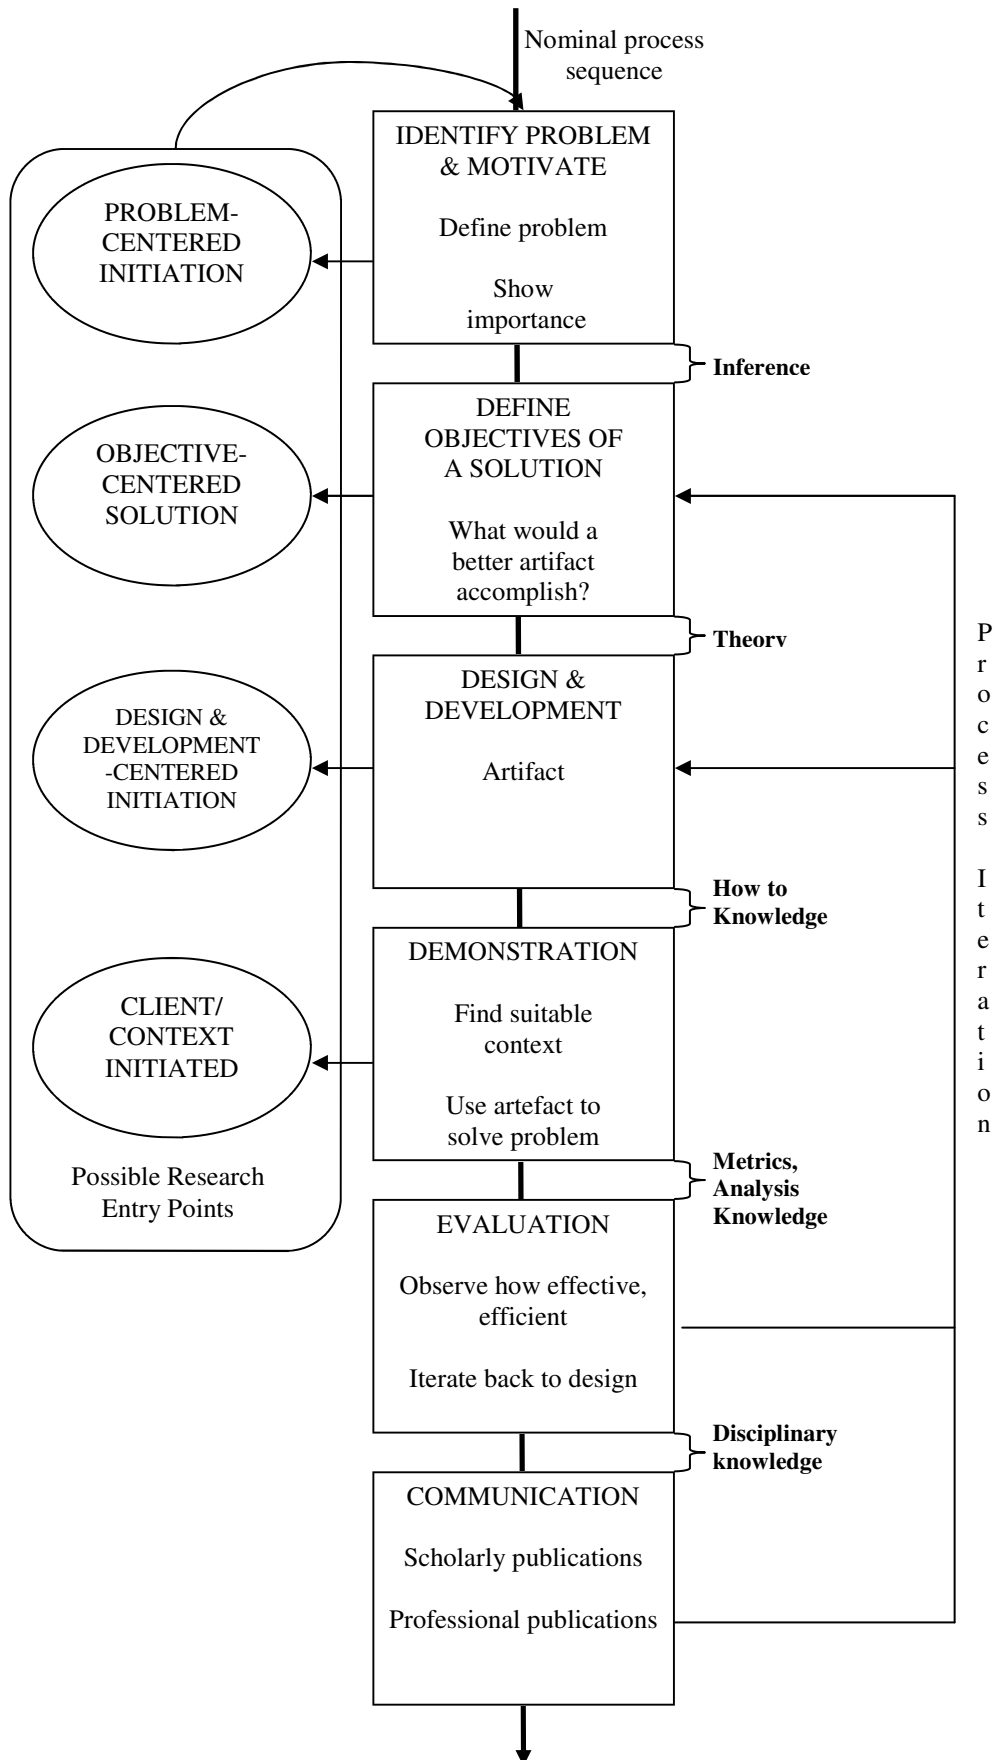 Nominal process
sequence
IDENTIFY PROBLEM
& MOTIVATE
Define problem
Show
importance
PROBLEM-
CENTERED
INITIATION
Inference
DEFINE
OBJECTIVES OF
A SOLUTION
What would a
better artifact
accomplish?
OBJECTIVE-
CENTERED
SOLUTION
Theory
DESIGN &
DEVELOPMENT
Artifact
DESIGN &
DEVELOPMENT
-CENTERED
INITIATION
How to
Knowledge
DEMONSTRATION
Find suitable
context
Use artefact to
solve problem
CLIENT/
CONTEXT
INITIATED
Possible Research
Entry Points
Metrics,
Analysis
Knowledge
EVALUATION
Observe how effective,
efficient
Iterate back to design
Disciplinary
knowledge
COMMUNICATION
Scholarly publications
Professional publications
Process Iteration